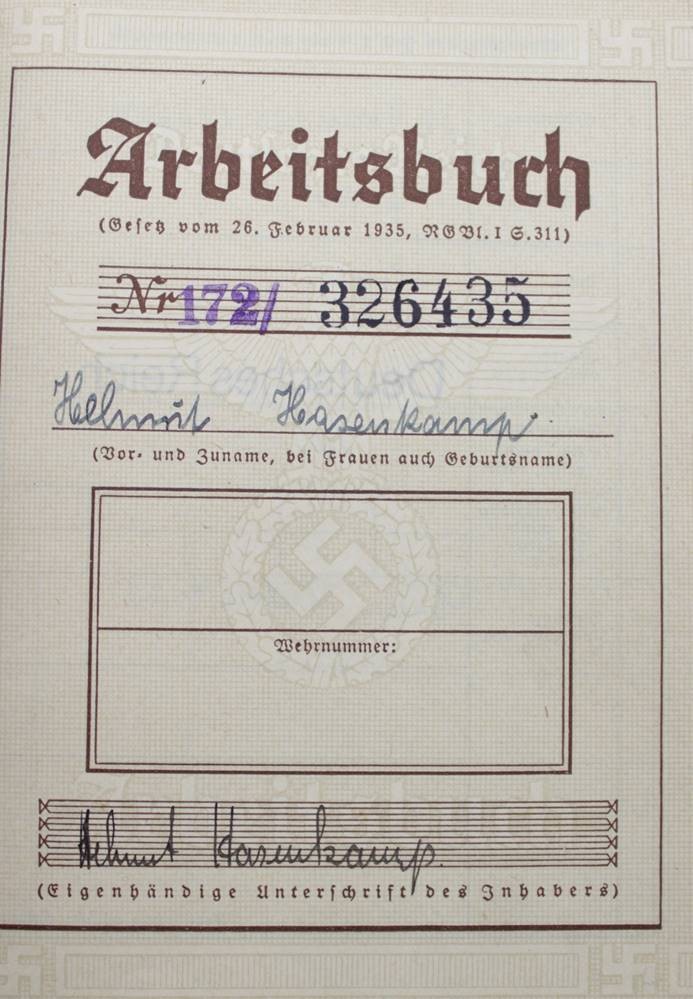 Arbeitsbuch
(Gesetz vom 26. Februar 1935, RGBl. I S. 311)
Nr 172/ 326435
Helmut Hasenkamp
(Vor- und Zuname, bei Frauen auch Geburtsname)
Wehrnummer:
Helmut Hasenkamp.
(Eigenhändige Unterschrift des Inhabers)